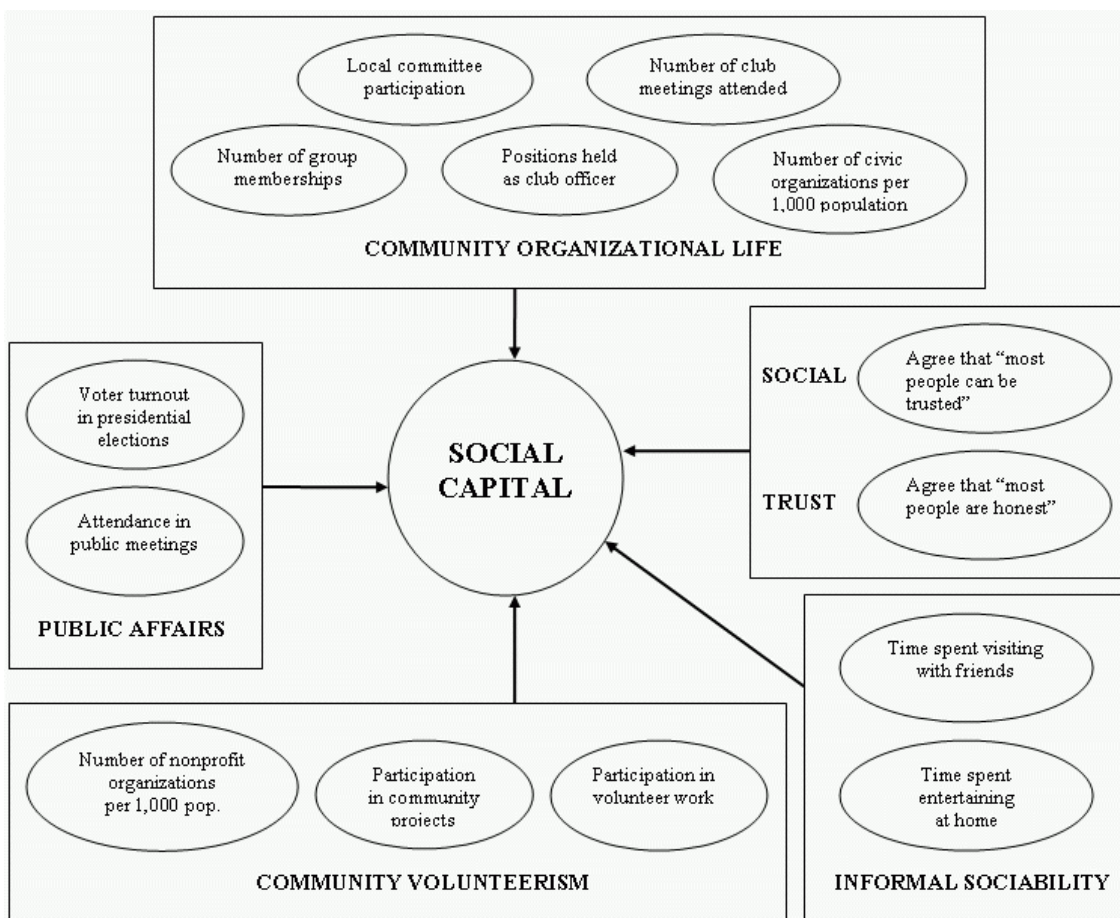 Local committee
participation
Number of club
meetings attended
Number of group
memberships
Positions held
as club officer
Number of civic
organizations per
1,000 population
COMMUNITY ORGANIZATIONAL LIFE
Voter turnout
in presidential
elections
Attendance in
public meetings
PUBLIC AFFAIRS
SOCIAL
CAPITAL
SOCIAL
TRUST
Agree that “most
people can be
trusted”
Agree that “most
people are honest”
Number of nonprofit
organizations
per 1,000 pop.
Participation
in community
projects
Participation in
volunteer work
COMMUNITY VOLUNTEERISM
Time spent visiting
with friends
Time spent
entertaining
at home
INFORMAL SOCIABILITY